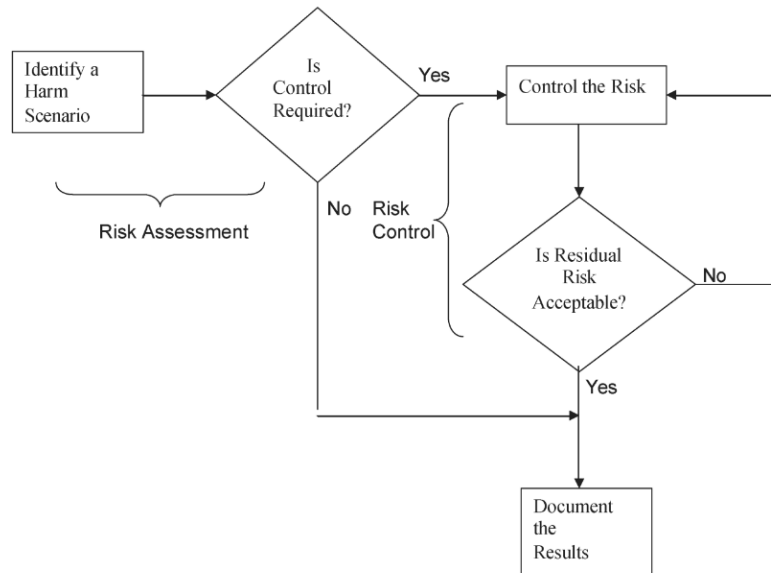 Identify a
Harm
Scenario
Is
Control
Required?
Yes
Control the Risk
Risk Assessment
No
Risk
Control
Is Residual
Risk
Acceptable?
No
Yes
Document
the
Results